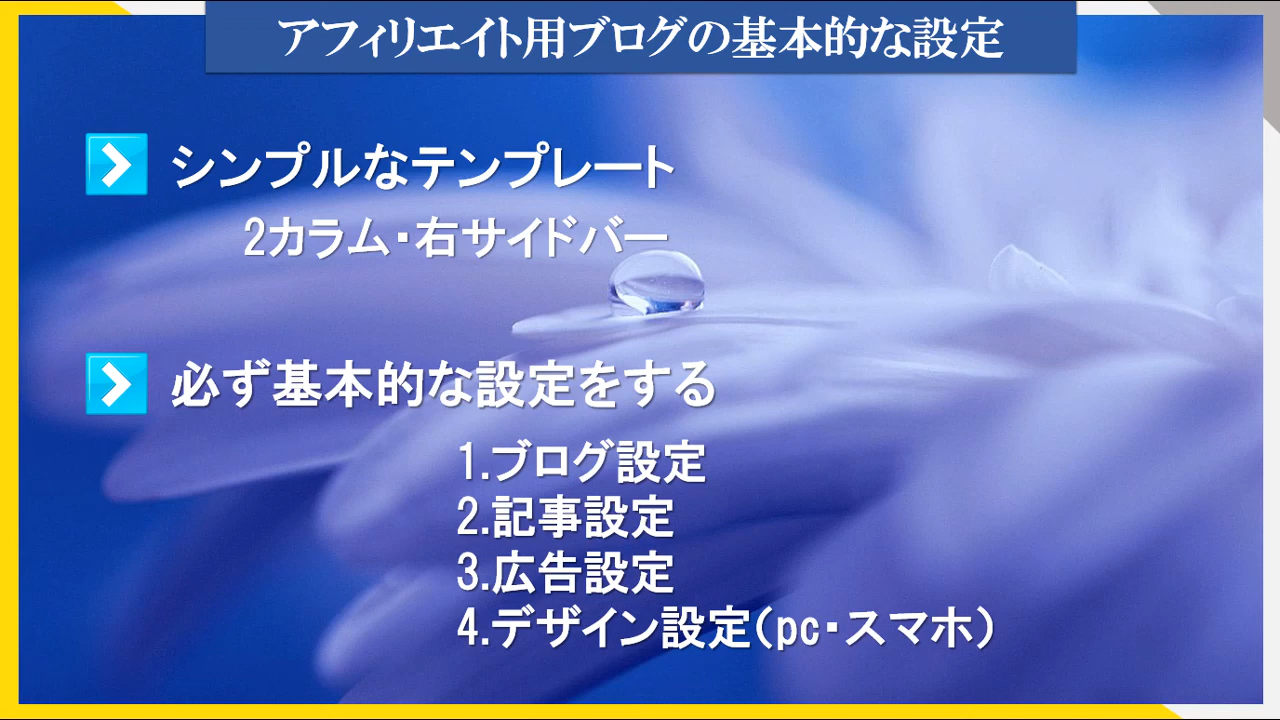 アフィリエイト用ブログの基本的な設定
シンプルなテンプレート
2カラム・右サイドバー
必ず基本的な設定をする
1.ブログ設定
2.記事設定
3.広告設定
4.デザイン設定(pc・スマホ)